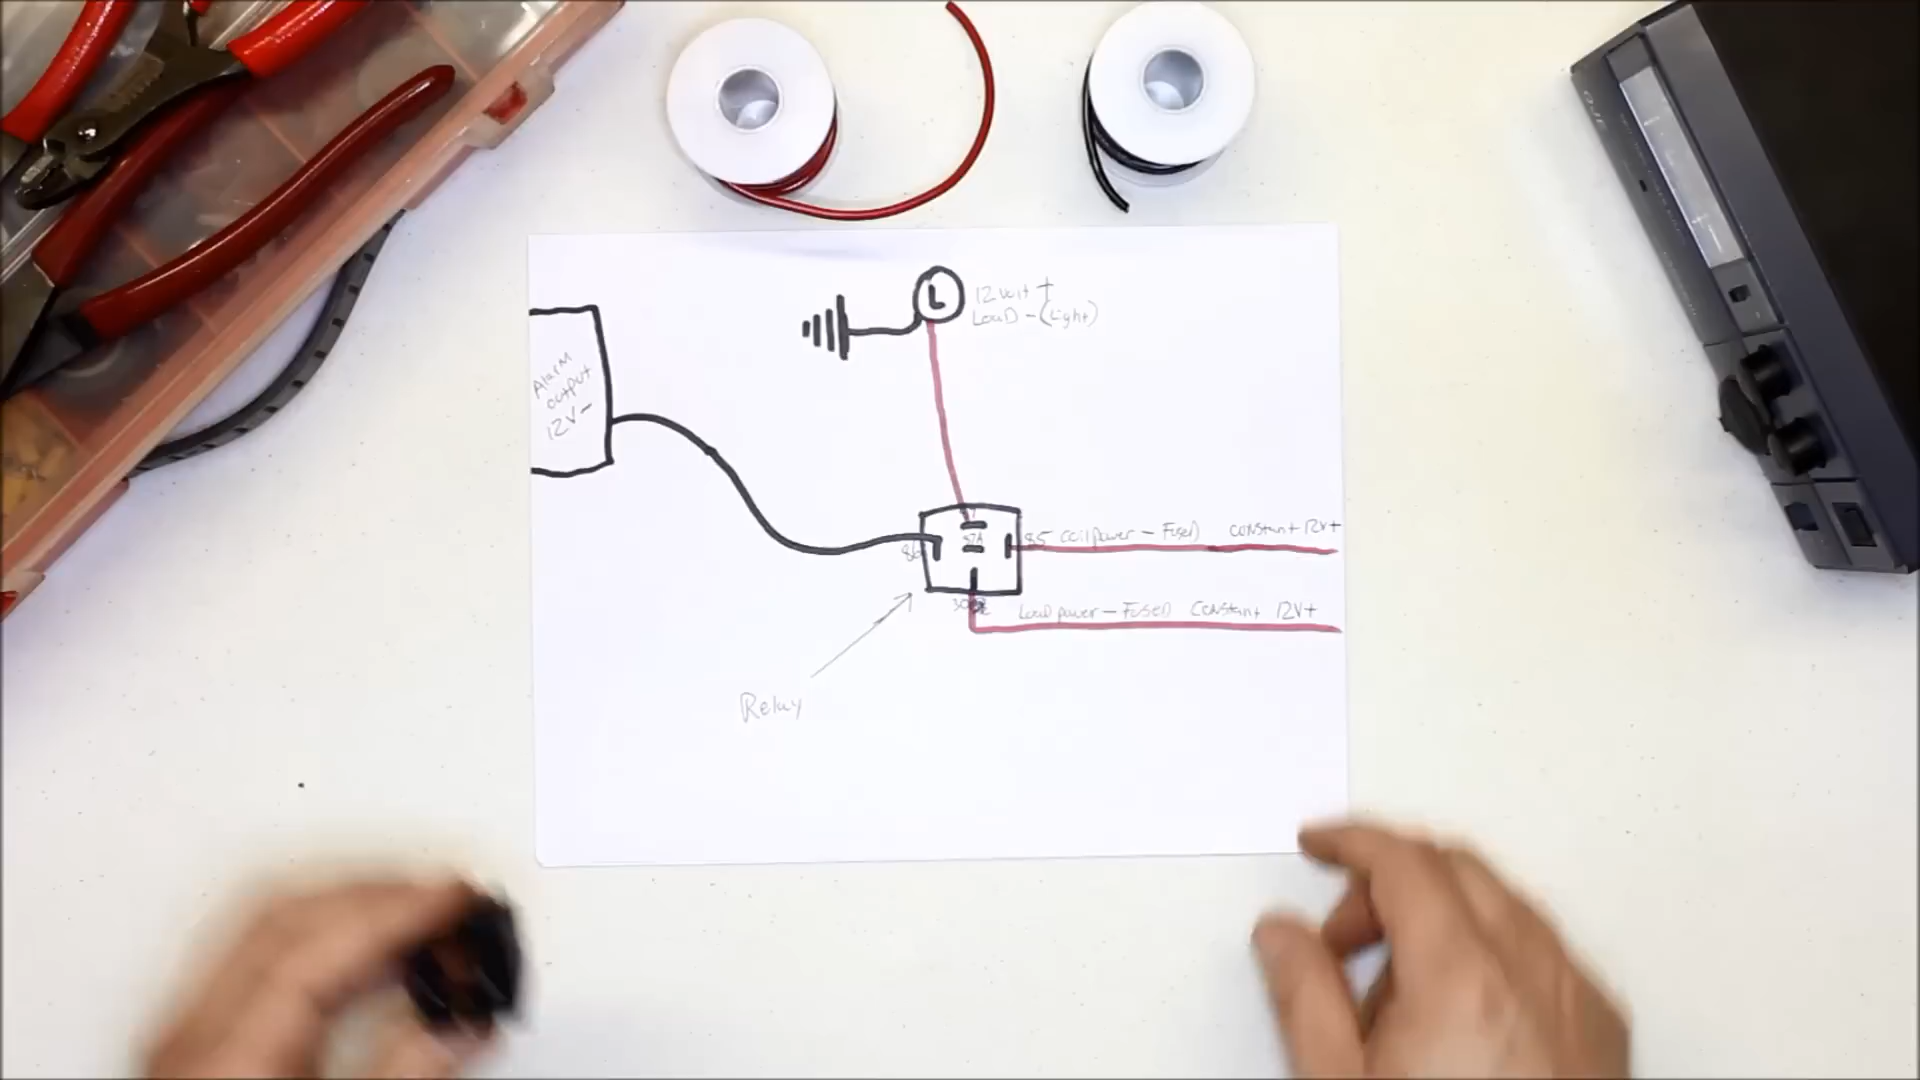 L
12 Volt +
LoaD - (Light)
Alarm
output
12V-
87A
86
85 coil power - FuseD constant 12V+
30
Load power - FuseD Constant 12V+
Relay